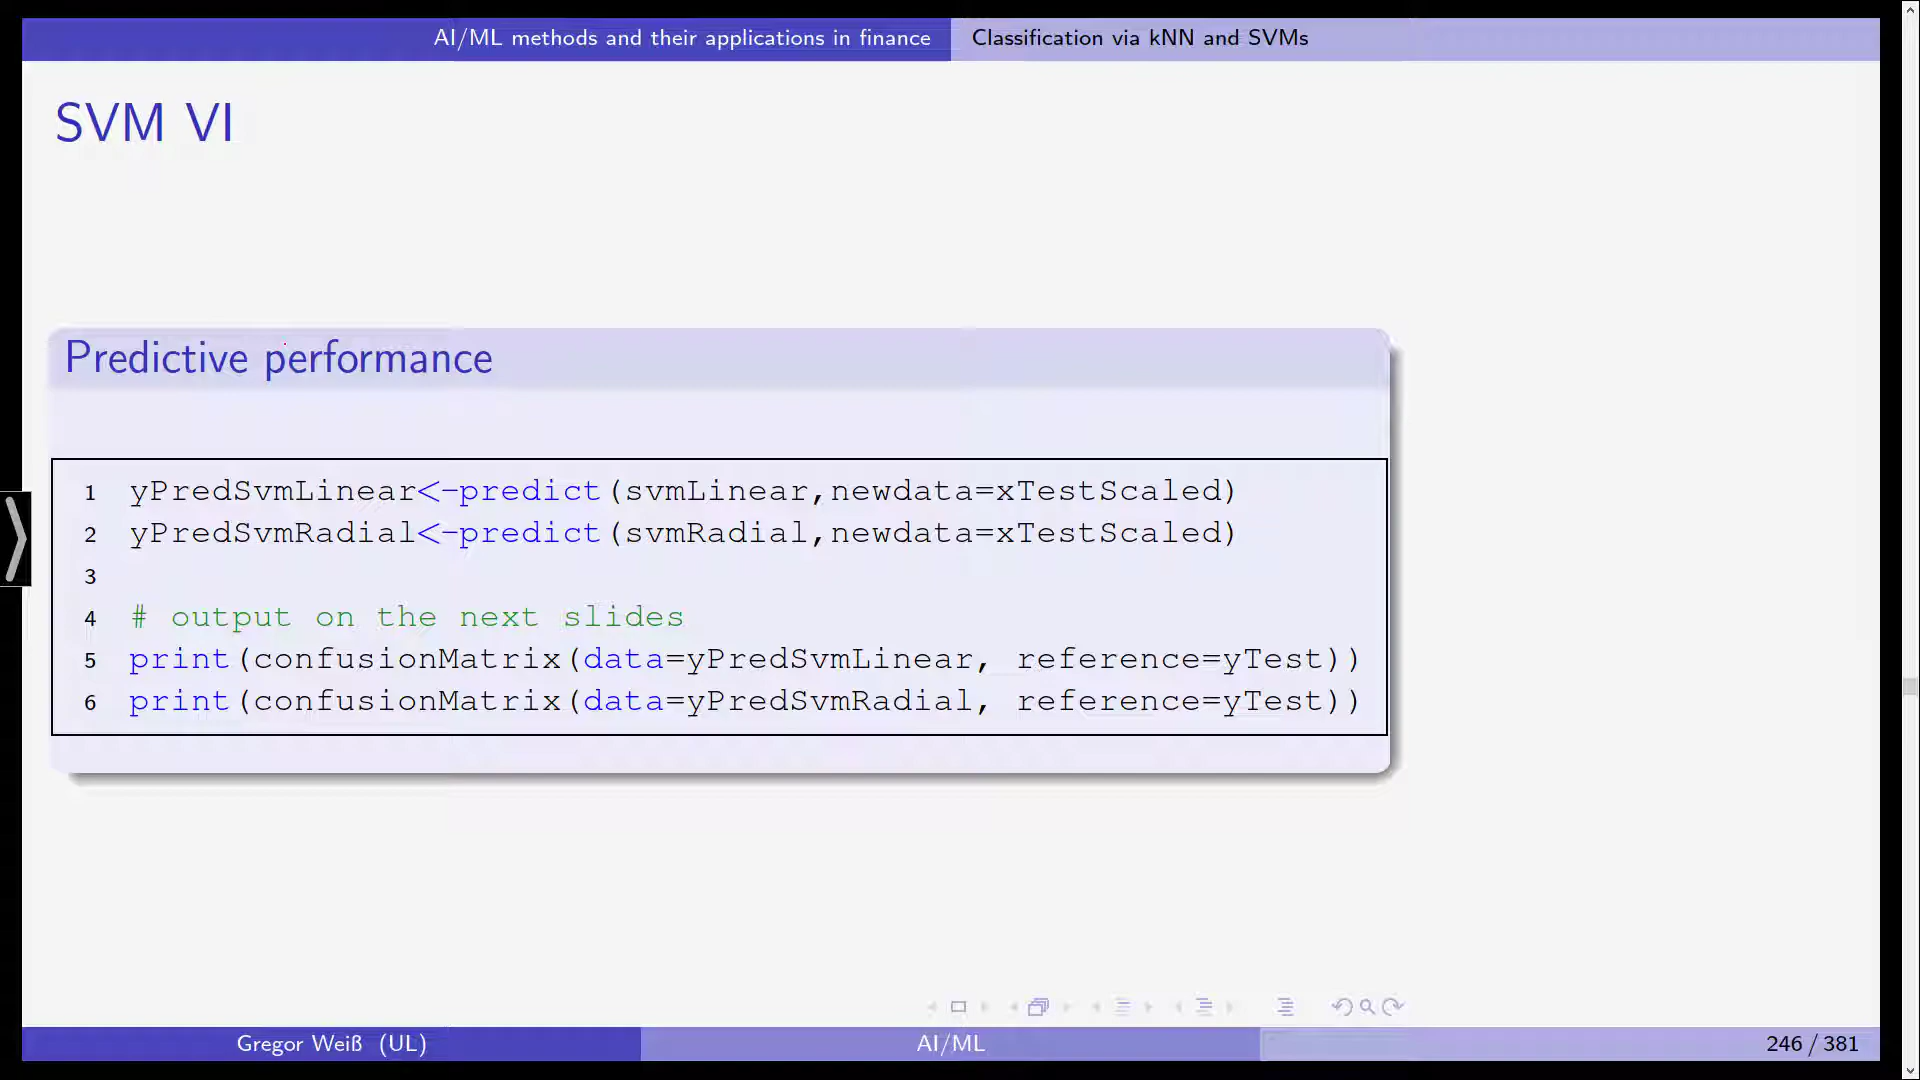 AI/ML methods and their applications in finance
Classification via kNN and SVMs
SVM VI
Predictive performance
1 yPredSvmLinear<-predict(svmLinear,newdata=xTestScaled)
2 yPredSvmRadial<-predict(svmRadial,newdata=xTestScaled)
3
4 # output on the next slides
5 print(confusionMatrix(data=yPredSvmLinear, reference=yTest))
6 print(confusionMatrix(data=yPredSvmRadial, reference=yTest))
Gregor Weiß (UL)
AI/ML
246 / 381